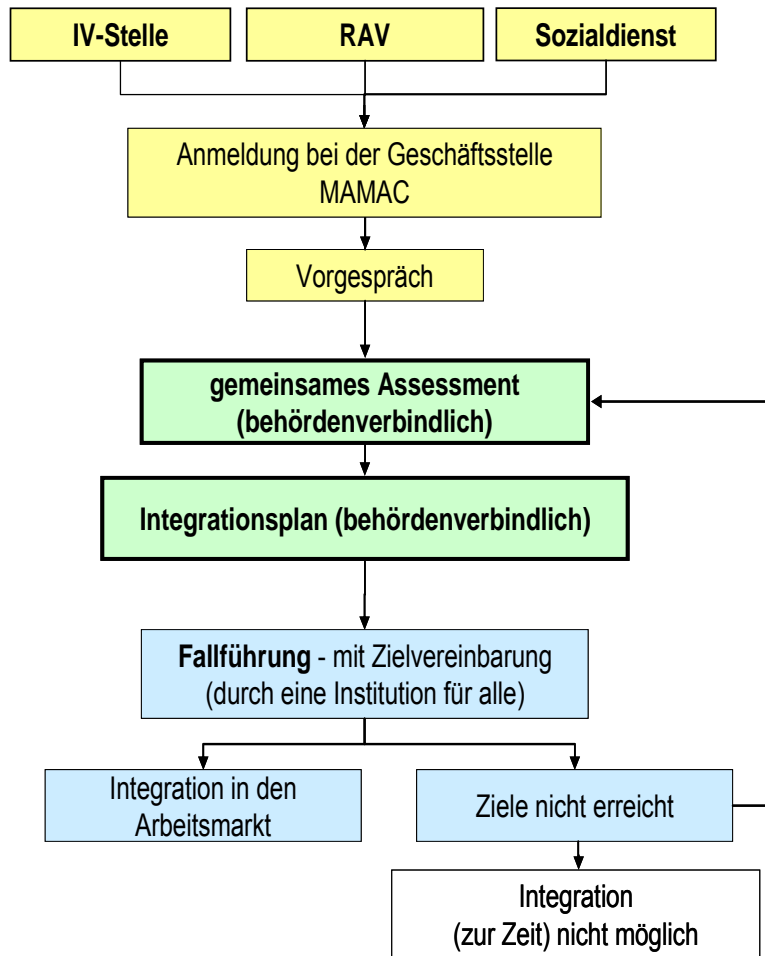 IV-Stelle
RAV
Sozialdienst
Anmeldung bei der Geschäftsstelle
MAMAC
Vorgespräch
gemeinsames Assessment
(behördenverbindlich)
Integrationsplan (behördenverbindlich)
Fallführung - mit Zielvereinbarung
(durch eine Institution für alle)
Integration in den
Arbeitsmarkt
Ziele nicht erreicht
Integration
(zur Zeit) nicht möglich